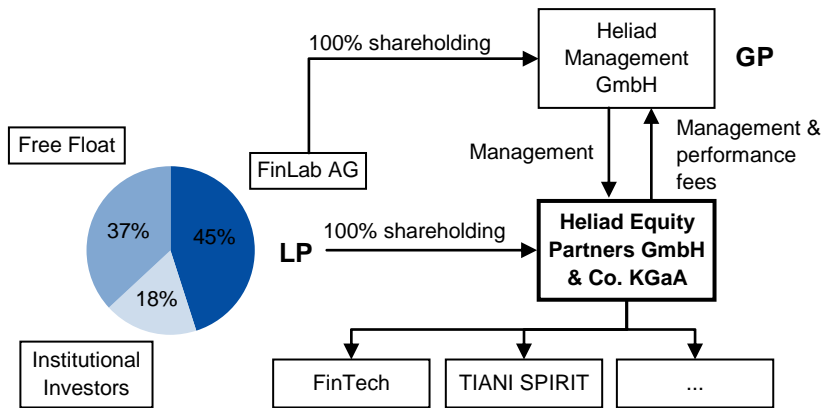 100% shareholding
Heliad
Management
GmbH
GP
Free Float
FinLab AG
Management
Management &
performance
fees
37%
45%
18%
LP
100% shareholding
Heliad Equity
Partners GmbH
& Co. KGaA
Institutional
Investors
FinTech
TIANI SPIRIT
...